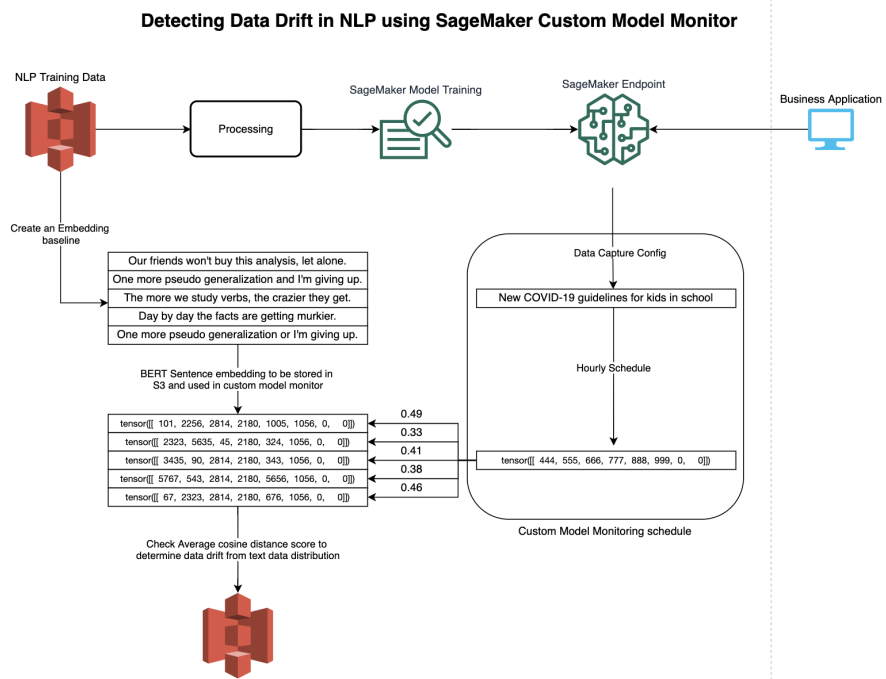 Detecting Data Drift in NLP using SageMaker Custom Model Monitor
NLP Training Data
Processing
SageMaker Model Training
SageMaker Endpoint
Business Application
Create an Embedding
baseline
Our friends won't buy this analysis, let alone.
One more pseudo generalization and I'm giving up.
The more we study verbs, the crazier they get.
Day by day the facts are getting murkier.
One more pseudo generalization or I'm giving up.
Data Capture Config
New COVID-19 guidelines for kids in school
Hourly Schedule
BERT Sentence embedding to be stored in
S3 and used in custom model monitor
tensor([[ 101, 2256, 2814, 2180, 1005, 1056, 0, 0]])
tensor([[ 2323, 5635, 45, 2180, 324, 1056, 0, 0]])
tensor([[ 3435, 90, 2814, 2180, 343, 1056, 0, 0]])
tensor([[ 5767, 543, 2814, 2180, 5656, 1056, 0, 0]])
tensor([[ 67, 2323, 2814, 2180, 676, 1056, 0, 0]])
0.49
0.33
0.41
0.38
0.46
tensor([[ 444, 555, 666, 777, 888, 999, 0, 0]])
Custom Model Monitoring schedule
Check Average cosine distance score to
determine data drift from text data distribution